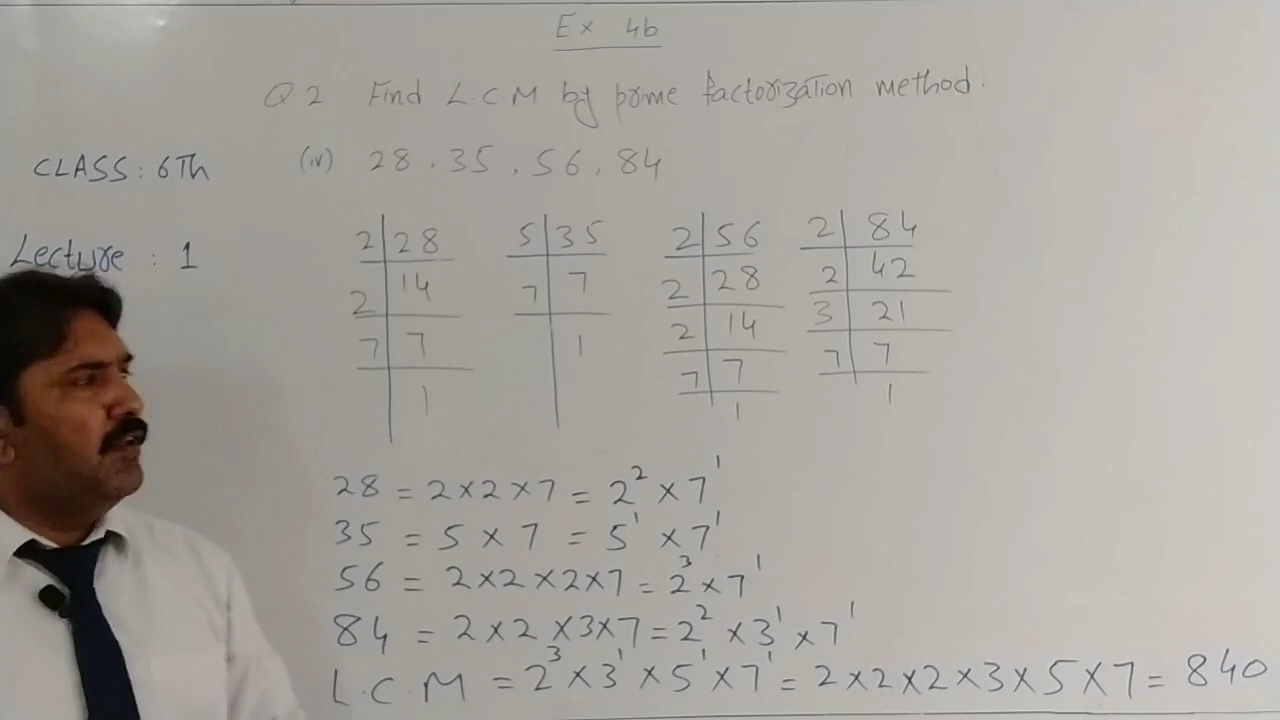 Ex 4b
Q2 Find L.C.M by prime factorization method.
CLASS: 6Th
(iv) 28, 35, 56, 84
Lecture : 1
2 | 28
2 | 14
7 | 7
1
5 | 35
7 | 7
1
2 | 56
2 | 28
2 | 14
7 | 7
1
2 | 84
2 | 42
3 | 21
7 | 7
1
28 = 2×2×7 = 2² × 7¹
35 = 5 × 7 = 5¹ × 7¹
56 = 2×2×2×7 = 2³ × 7¹
84 = 2×2×3×7 = 2² × 3¹ × 7¹
L.C.M = 2³ × 3¹ × 5¹ × 7¹ = 2×2×2×3×5×7 = 840